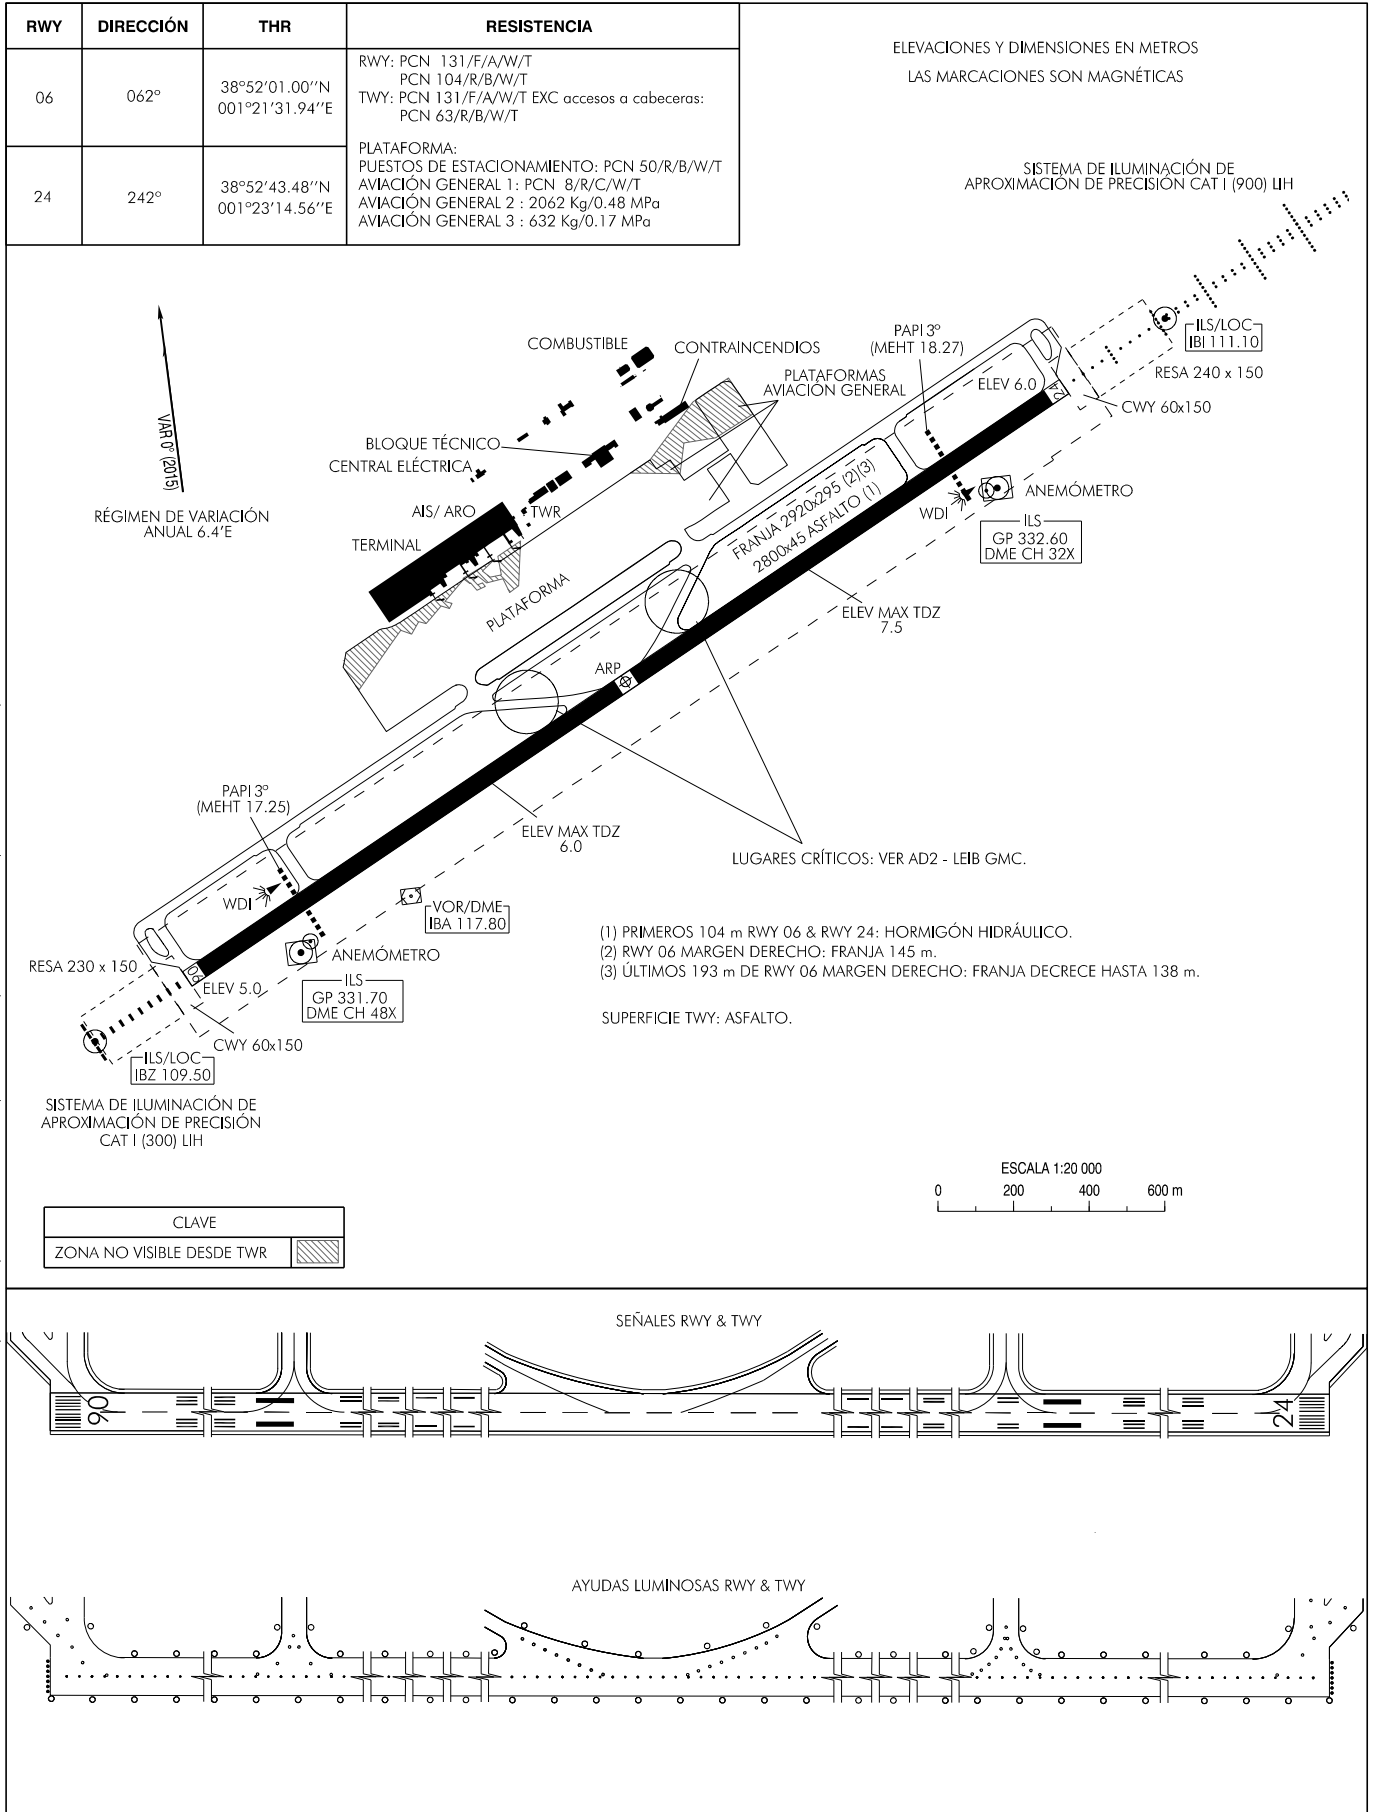 RWY
DIRECCIÓN
THR
RESISTENCIA
06
062º
38º52'01.00''N
001º21'31.94''E
RWY: PCN 131/F/A/W/T
PCN 104/R/B/W/T
TWY: PCN 131/F/A/W/T EXC accesos a cabeceras:
PCN 63/R/B/W/T
24
242º
38º52'43.48''N
001º23'14.56''E
PLATAFORMA:
PUESTOS DE ESTACIONAMIENTO: PCN 50/R/B/W/T
AVIACIÓN GENERAL 1: PCN 8/R/C/W/T
AVIACIÓN GENERAL 2 : 2062 Kg/0.48 MPa
AVIACIÓN GENERAL 3 : 632 Kg/0.17 MPa
ELEVACIONES Y DIMENSIONES EN METROS
LAS MARCACIONES SON MAGNÉTICAS
SISTEMA DE ILUMINACIÓN DE
APROXIMACIÓN DE PRECISIÓN CAT I (900) LIH
VAR 0º (2015)
RÉGIMEN DE VARIACIÓN
ANUAL 6.4'E
COMBUSTIBLE
CONTRAINCENDIOS
PLATAFORMAS
AVIACIÓN GENERAL
PAPI 3º
(MEHT 18.27)
ILS/LOC
IBI 111.10
RESA 240 x 150
ELEV 6.0
24
CWY 60x150
BLOQUE TÉCNICO
CENTRAL ELÉCTRICA
AIS/ ARO
TWR
TERMINAL
PLATAFORMA
FRANJA 2920x295 (2)(3)
2800x45 ASFALTO (1)
WDI
ANEMÓMETRO
ILS
GP 332.60
DME CH 32X
ELEV MAX TDZ
7.5
ARP
PAPI 3º
(MEHT 17.25)
ELEV MAX TDZ
6.0
LUGARES CRÍTICOS: VER AD2 - LEIB GMC.
WDI
VOR/DME
IBA 117.80
ANEMÓMETRO
RESA 230 x 150
06
ELEV 5.0
ILS
GP 331.70
DME CH 48X
CWY 60x150
ILS/LOC
IBZ 109.50
SISTEMA DE ILUMINACIÓN DE
APROXIMACIÓN DE PRECISIÓN
CAT I (300) LIH
(1) PRIMEROS 104 m RWY 06 & RWY 24: HORMIGÓN HIDRÁULICO.
(2) RWY 06 MARGEN DERECHO: FRANJA 145 m.
(3) ÚLTIMOS 193 m DE RWY 06 MARGEN DERECHO: FRANJA DECRECE HASTA 138 m.
SUPERFICIE TWY: ASFALTO.
ESCALA 1:20 000
0 200 400 600 m
CLAVE
ZONA NO VISIBLE DESDE TWR
SEÑALES RWY & TWY
06
24
AYUDAS LUMINOSAS RWY & TWY